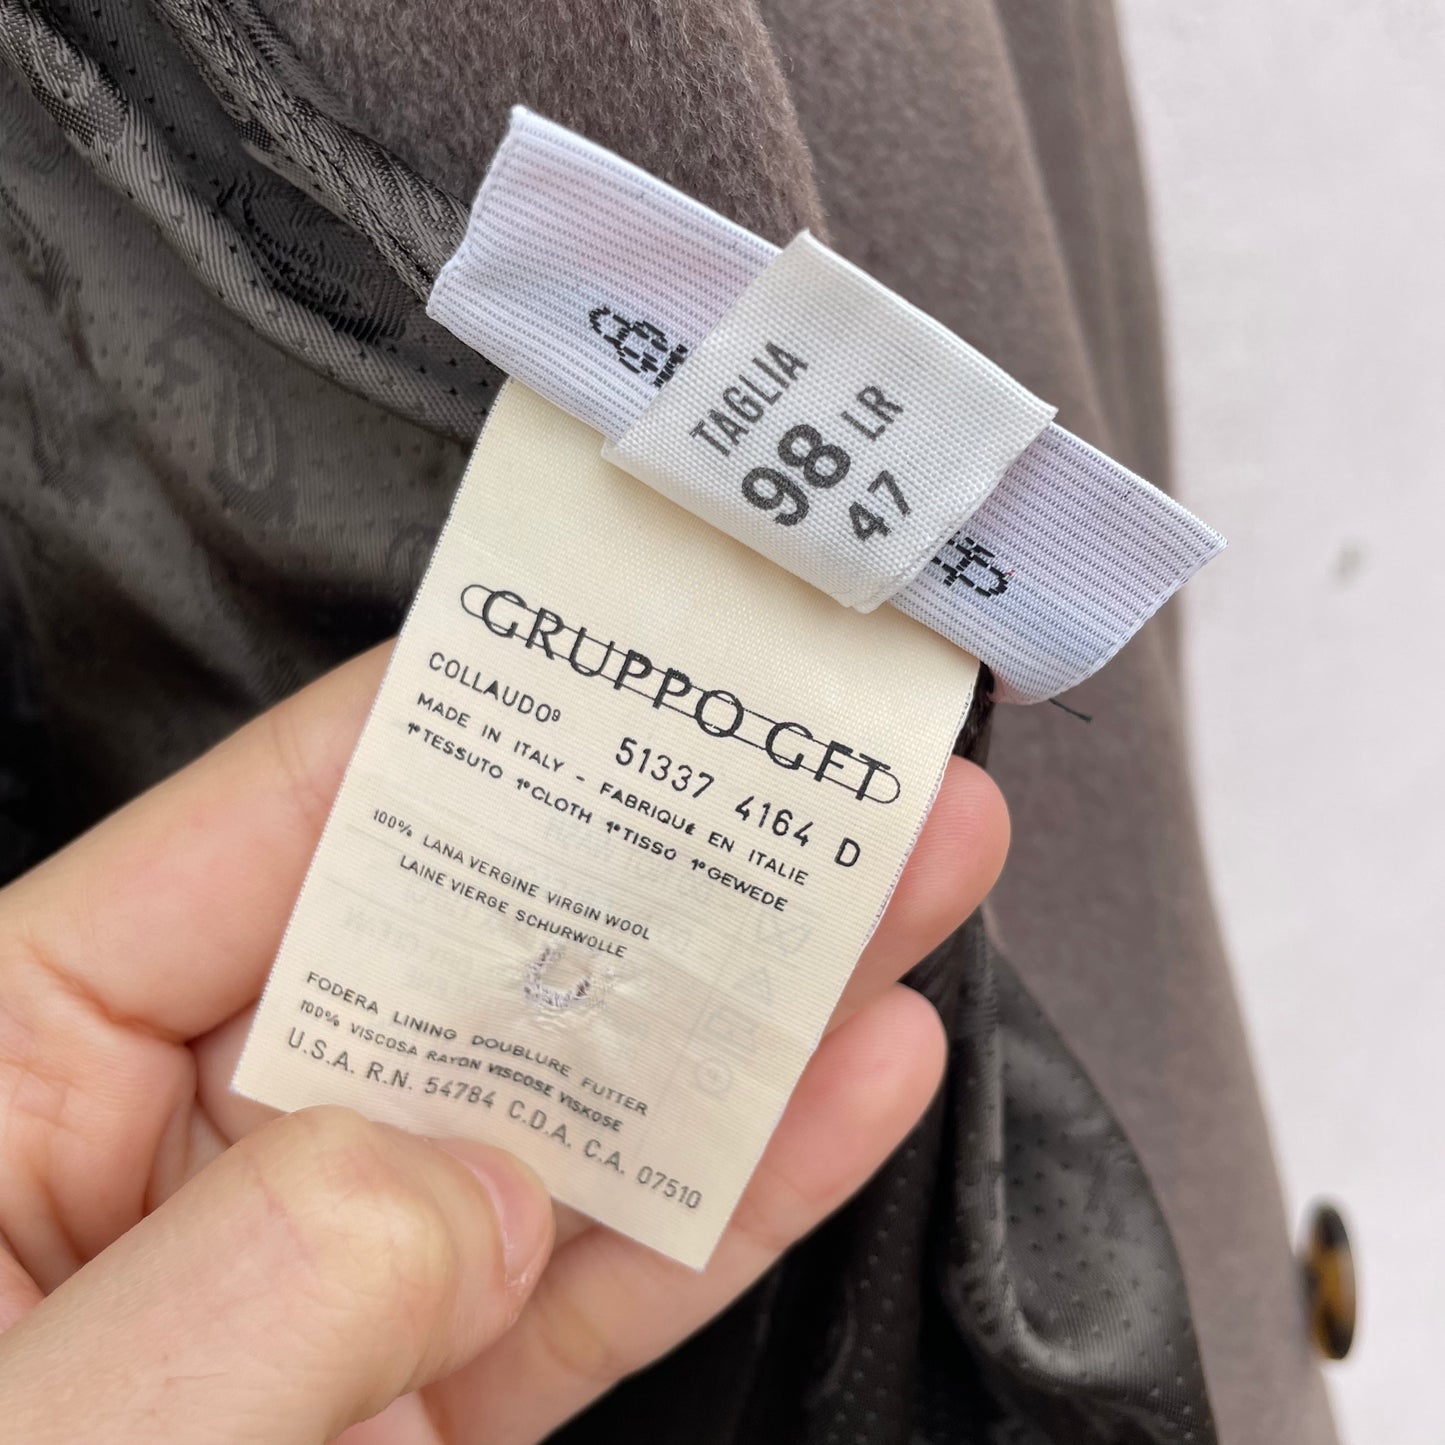 TAGLIA
98 LR
47
GRUPPO GFT
COLLAUDO9 51337 4164 D
MADE IN ITALY - FABRIQUÉ EN ITALIE
1°TESSUTO 1°CLOTH 1°TISSO 1°GEWEDE
100% LANA VERGINE VIRGIN WOOL
LAINE VIERGE SCHURWOLLE
FODERA LINING DOUBLURE FUTTER
100% VISCOSA RAYON VISCOSE VISKOSE
U.S.A. R.N. 54784 C.D.A. C.A. 07510